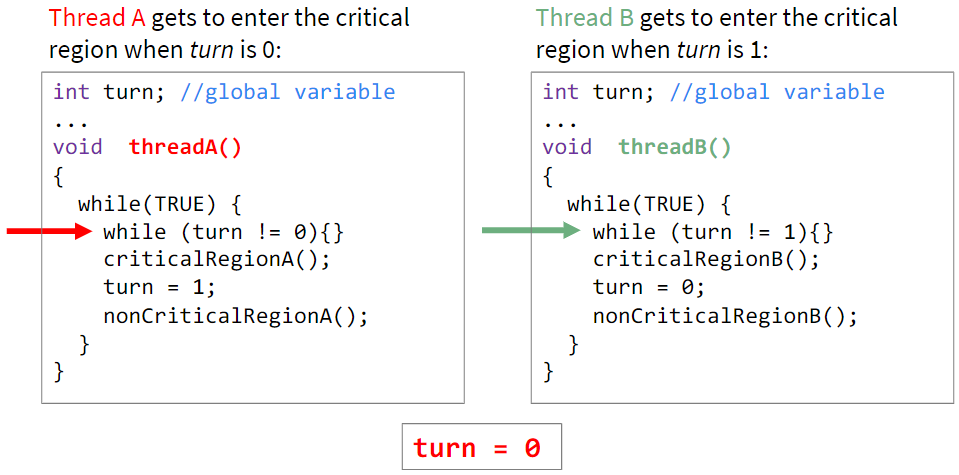 Thread A gets to enter the critical
region when turn is 0:
int turn; //global variable
...
void  threadA()
{
  while(TRUE) {
    while (turn != 0){}
    criticalRegionA();
    turn = 1;
    nonCriticalRegionA();
  }
}
Thread B gets to enter the critical
region when turn is 1:
int turn; //global variable
...
void  threadB()
{
  while(TRUE) {
    while (turn != 1){}
    criticalRegionB();
    turn = 0;
    nonCriticalRegionB();
  }
}
turn = 0